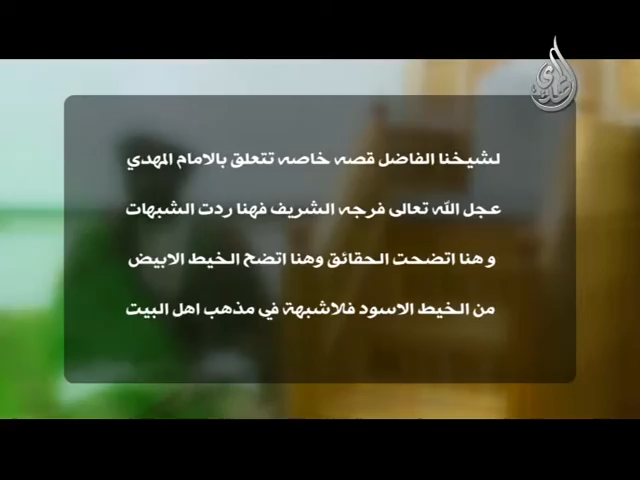 لشيخنا الفاضل قصه خاصه تتعلق بالامام المهدي
عجل الله تعالى فرجه الشريف فهنا ردت الشبهات
وهنا اتضحت الحقائق وهنا اتضح الخيط الابيض
من الخيط الاسود فلاشبهة في مذهب اهل البيت